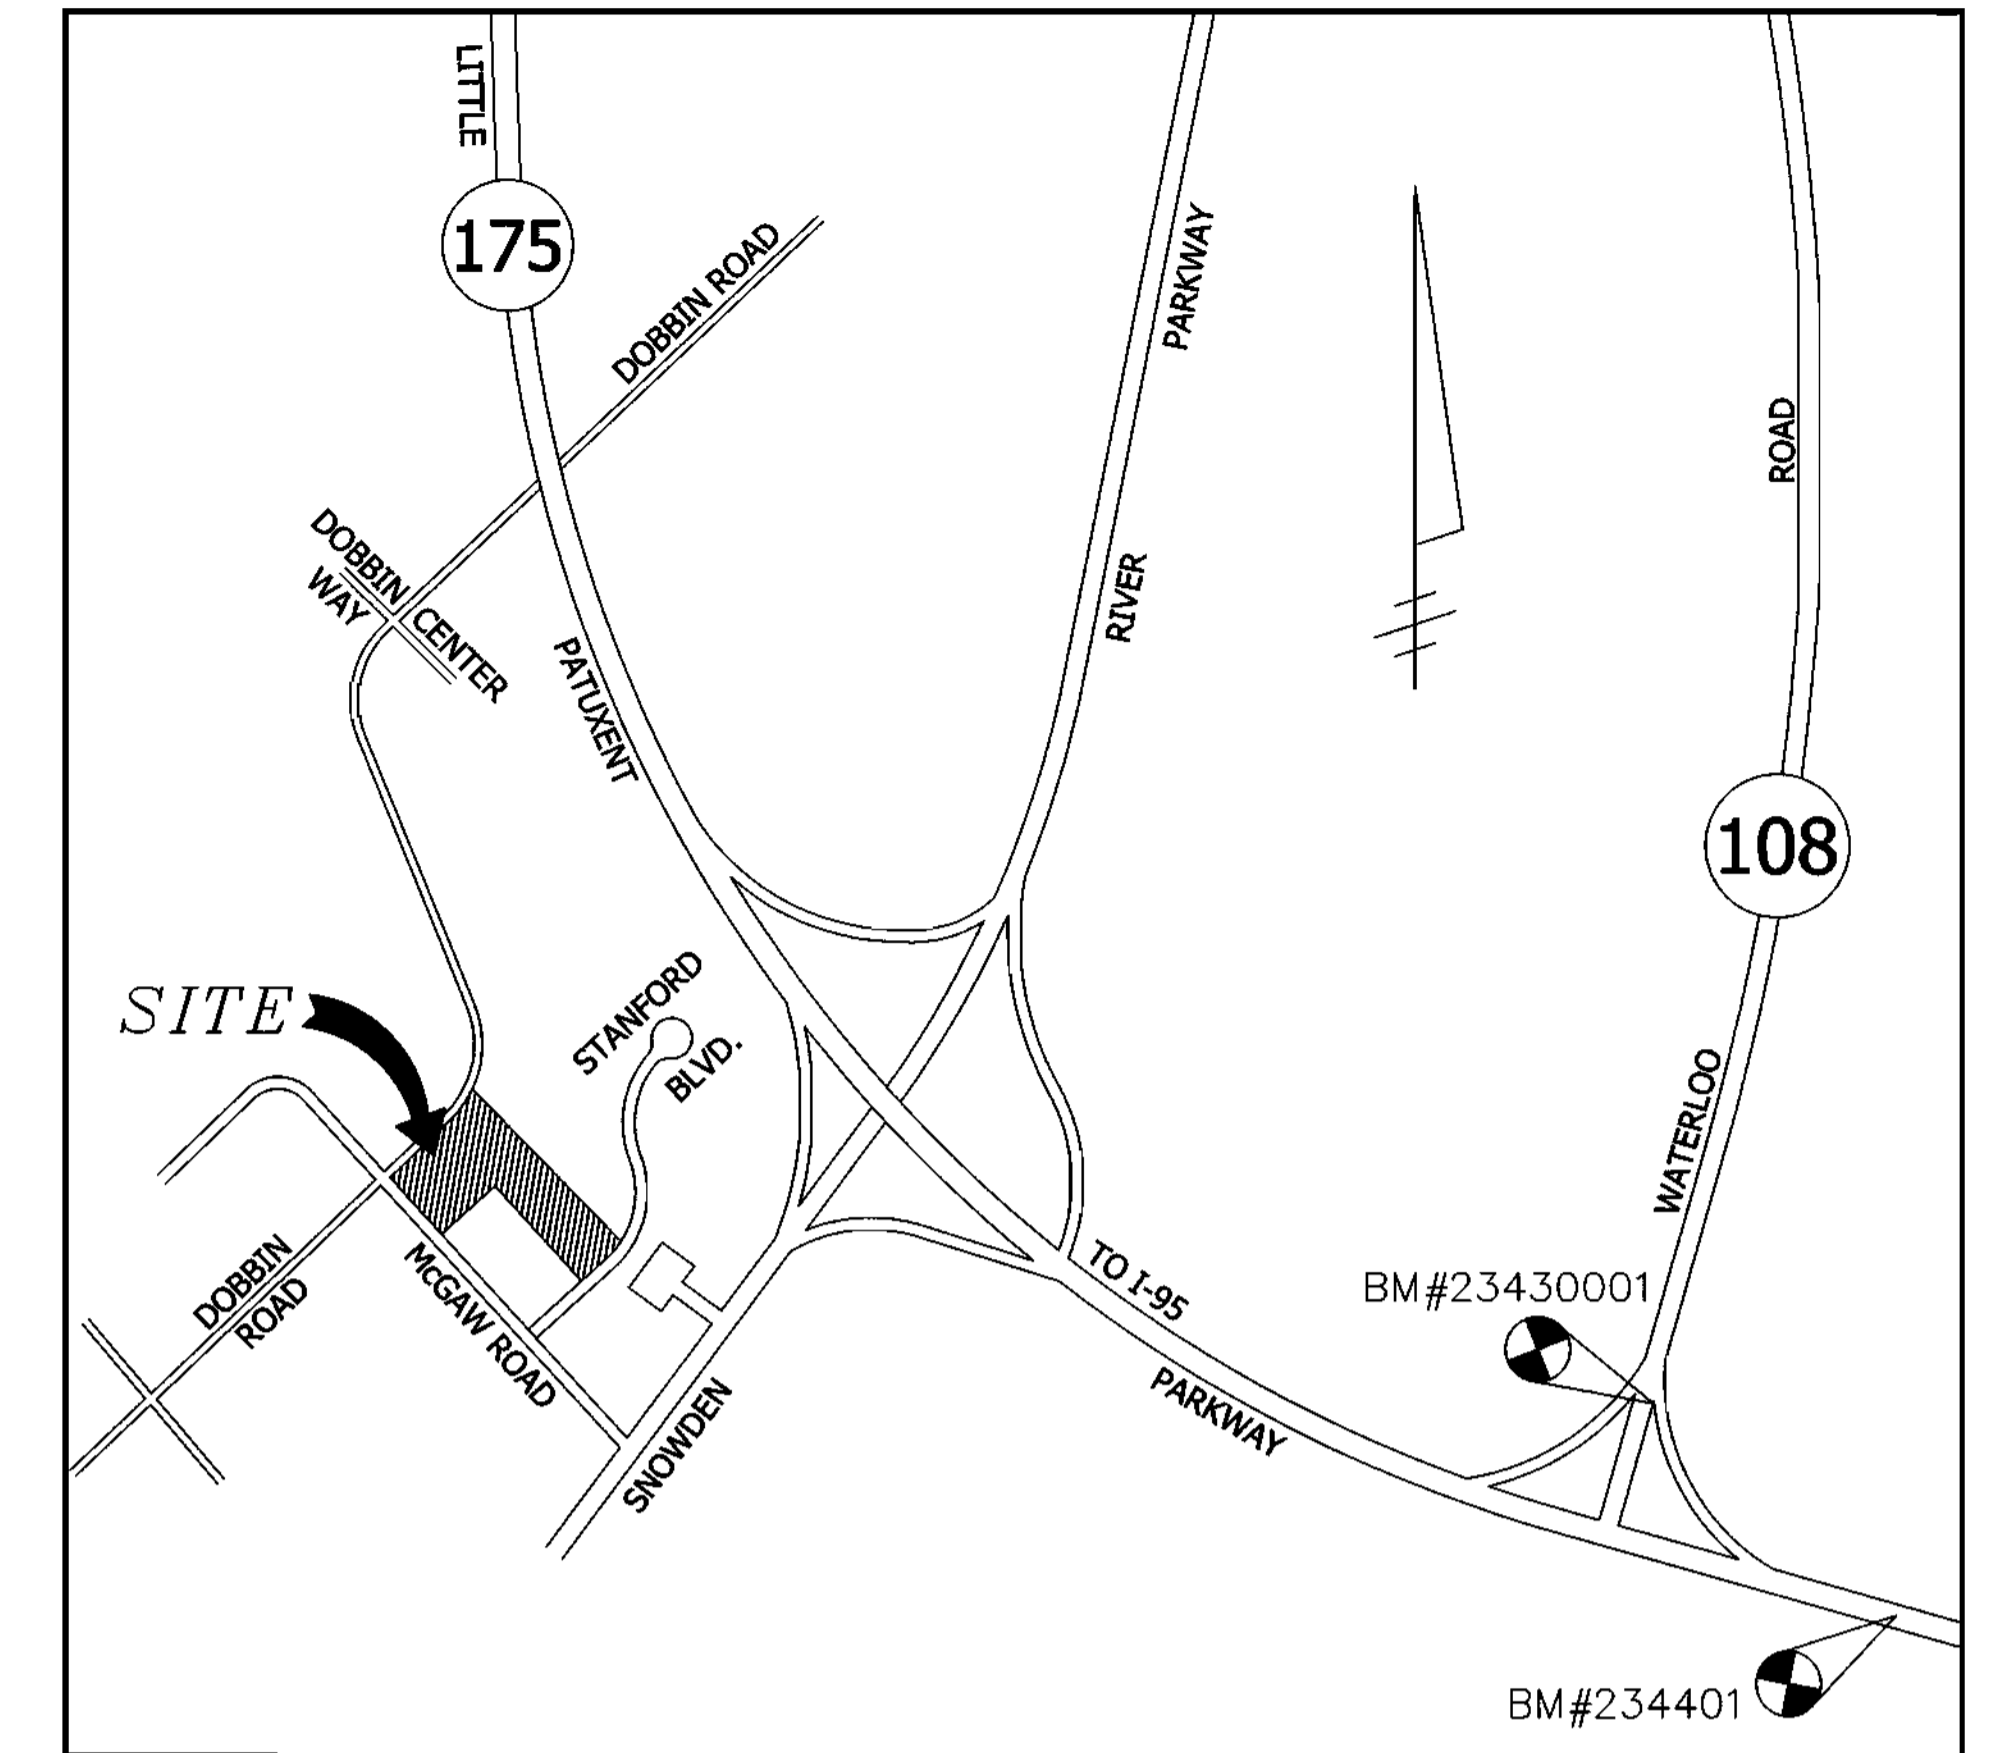 LITTLE
175
DOBBIN ROAD
PARKWAY
ROAD
DOBBIN CENTER
WAY
RIVER
PATUXENT
108
STANFORD
BLVD.
SITE
WATERLOO
DOBBIN
ROAD
McGAW ROAD
TO I-95
BM#23430001
PARKWAY
SNOWDEN
BM#234401